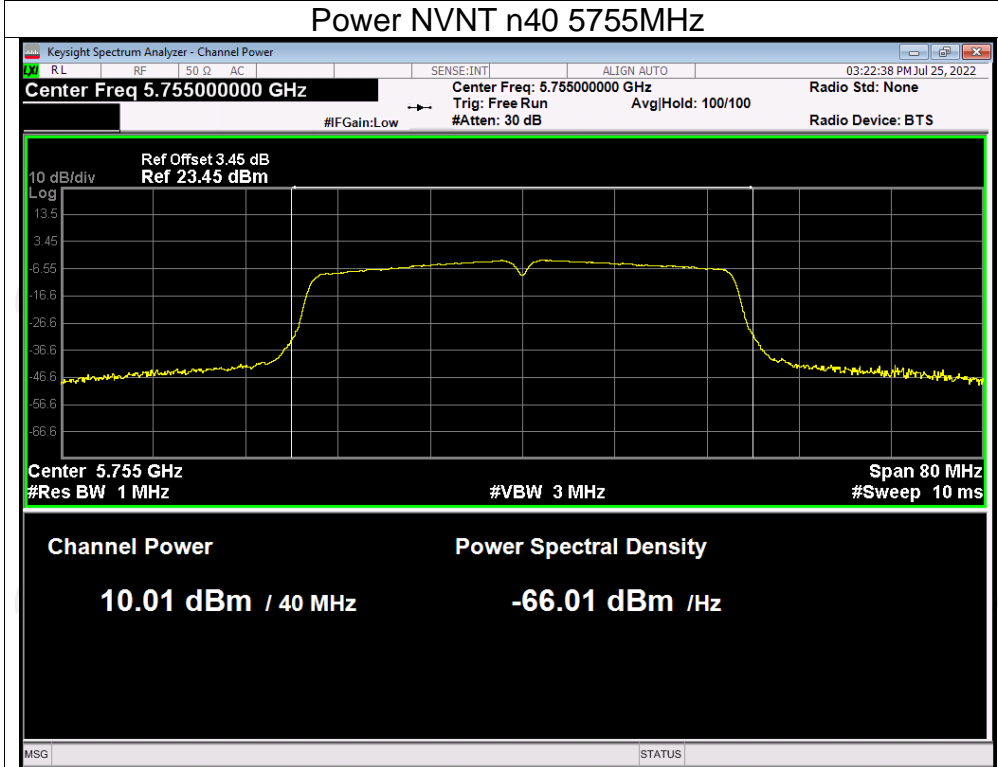 Power NVNT n40 5755MHz
Keysight Spectrum Analyzer - Channel Power
LXI RL RF 50 Ω AC SENSE:INT ALIGN AUTO 03:22:38 PM Jul 25, 2022
Center Freq 5.755000000 GHz Center Freq: 5.755000000 GHz Radio Std: None
Trig: Free Run Avg|Hold: 100/100
#IFGain:Low #Atten: 30 dB Radio Device: BTS
Ref Offset 3.45 dB
10 dB/div Ref 23.45 dBm
Log
13.5
3.45
-6.55
-16.6
-26.6
-36.6
-46.6
-56.6
-66.6
Center 5.755 GHz Span 80 MHz
#Res BW 1 MHz #VBW 3 MHz #Sweep 10 ms
Channel Power Power Spectral Density
10.01 dBm / 40 MHz -66.01 dBm /Hz
MSG STATUS